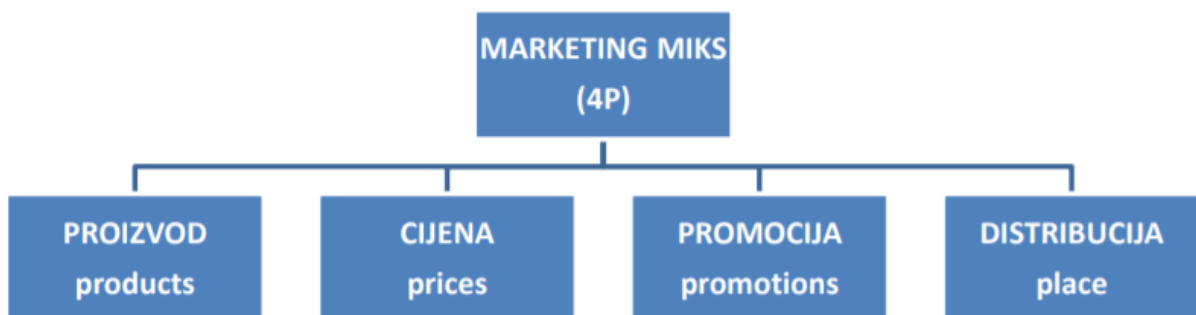 MARKETING MIKS
(4P)
PROIZVOD
products
CIJENA
prices
PROMOCIJA
promotions
DISTRIBUCIJA
place